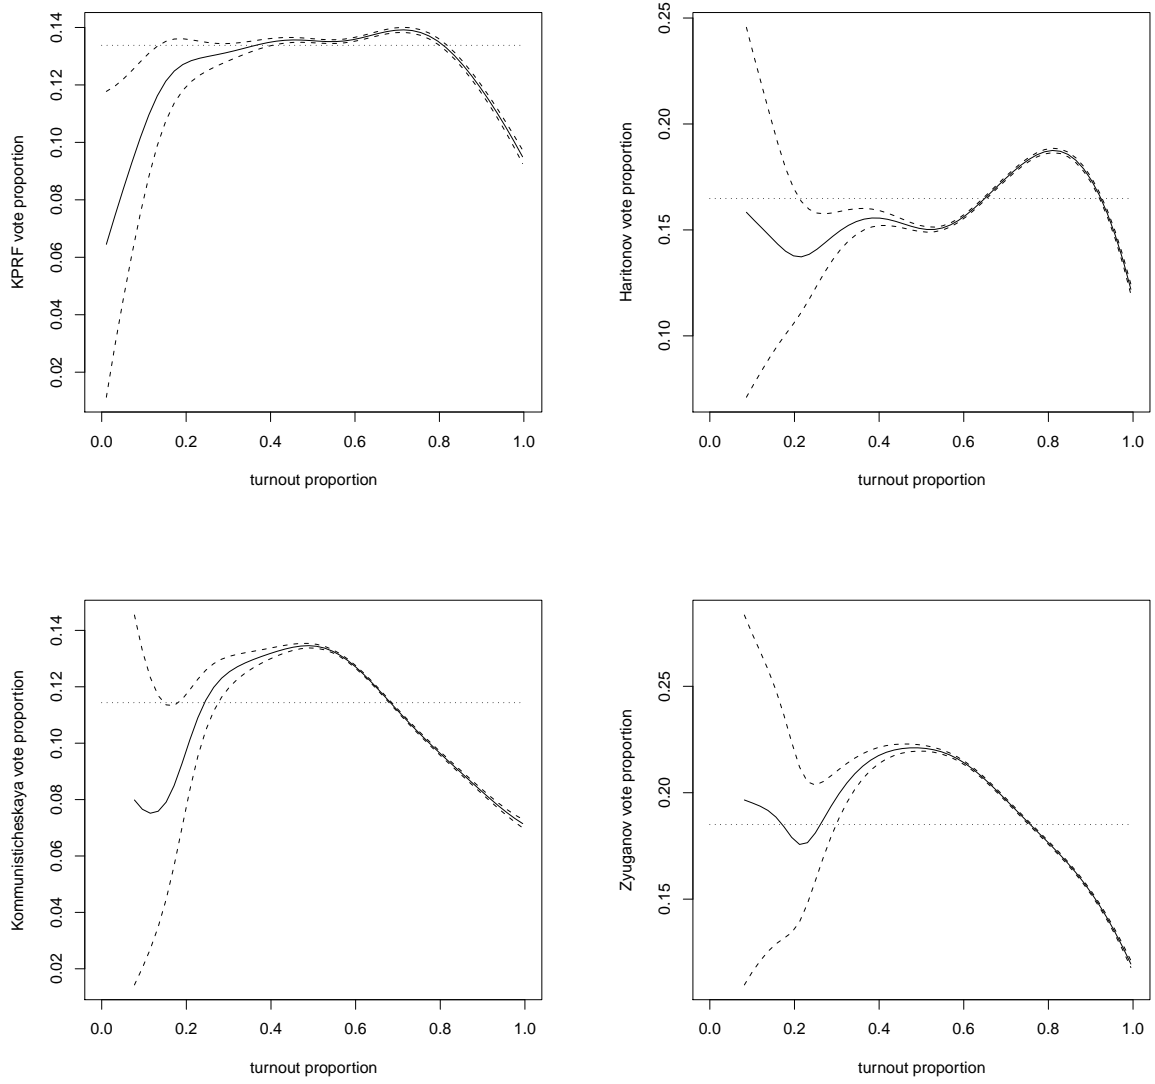 KPRF vote proportion
0.02 0.04 0.06 0.08 0.10 0.12 0.14
0.0 0.2 0.4 0.6 0.8 1.0
turnout proportion
Haritonov vote proportion
0.10 0.15 0.20 0.25
0.0 0.2 0.4 0.6 0.8 1.0
turnout proportion
Kommunisticheskaya vote proportion
0.02 0.04 0.06 0.08 0.10 0.12 0.14
0.0 0.2 0.4 0.6 0.8 1.0
turnout proportion
Zyuganov vote proportion
0.15 0.20 0.25
0.0 0.2 0.4 0.6 0.8 1.0
turnout proportion